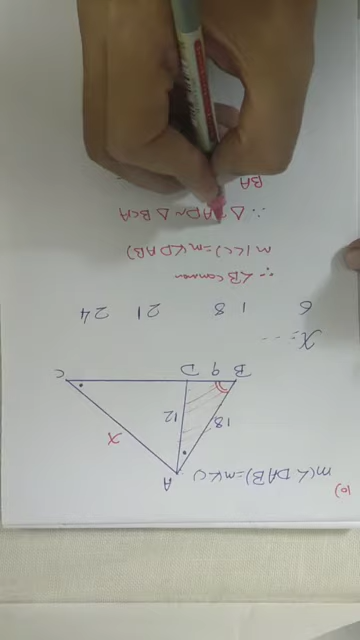 10)
m(∠DAB)=m∠C
A
18
12
x
B 9 D
C
x= ---
6 18 21 24
∵ ∠B common
m(∠C)=m(∠DAB)
∴ △BAD~△BCA
BA